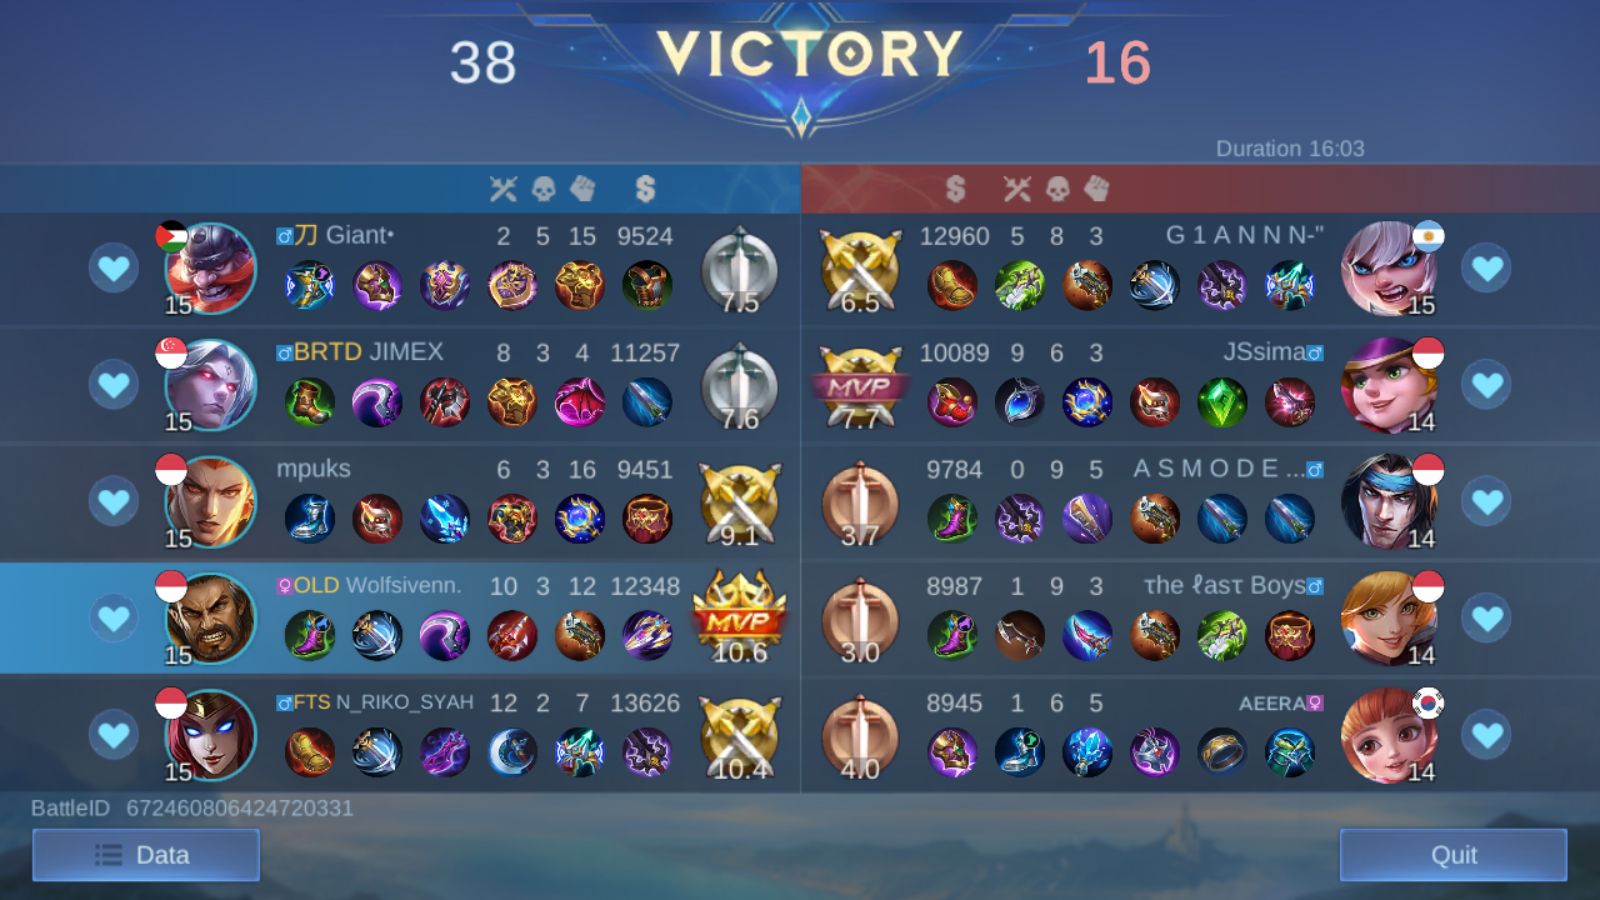 38 VICTORY 16
Duration 16:03
刀 Giant• 2 5 15 9524
15 7.5
12960 5 8 3 G 1 A N N N-"
6.5 15
BRTD JIMEX 8 3 4 11257
15 7.6
10089 9 6 3 JSsima
MVP
7.7 14
mpuks 6 3 16 9451
15 9.1
9784 0 9 5 A S M O D E ...
3.7 14
OLD Wolfsivenn. 10 3 12 12348
MVP
15 10.6
8987 1 9 3 τhe ℓasτ Boys
3.0 14
FTS N_RIKO_SYAH 12 2 7 13626
15 10.4
8945 1 6 5 AEERA
4.0 14
BattleID 672460806424720331
Data
Quit